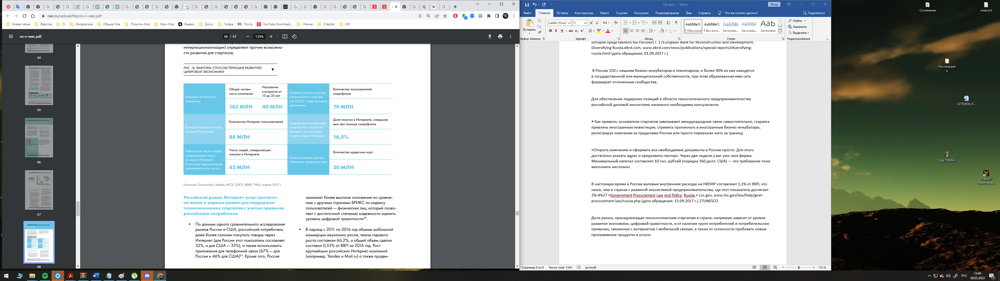 raec.ru/upload/files/oc-c-raec.pdf
Новая папка
Верстка
JS
Интересное
Общие Нов
Политич Нов
Науч Нов
Яндекс
Досуг
Гитара
Почта
YouTube Download...
Чтение
Стартап
ИИ
oc-c-raec.pdf
48 / 62
129%
44
45
46
47
48
интернационализации) определяют прочие возможно-
сти развития для стартапов.
РИС. 16. ФАКТОРЫ, СПОСОБСТВУЮЩИЕ РАЗВИТИЮ
ЦИФРОВОЙ ЭКОНОМИКИ
Большая численность
населения
Общая числен-
ность населения
143 МЛН
Население
в возрасте от
15 до 35 лет
40 МЛН
Средний уровень распро-
страненности смартфо-
нов (50%) с перспективой
увеличения
Количество пользователей
смартфонов
74 МЛН
Большой процент пользо-
вателей Интернета
Количество Интернет-пользователей
88 МЛН
Средняя доля владельцев
смартфонов, осуществ-
ляющих с их помощью
покупки через Интернет
Доля покупок в Интернете, совершае-
мых при помощи смартфонов
16,5%
Небольшое число людей,
совершающих покуп-
ки через Интернет с
большими перспективами
увеличения этого числа
Число людей, совершающих
покупки в Интернете
42 МЛН
Низкий уровень распро-
странения кредитных карт
Количество кредитных карт
30 МЛН
Источник: Euromonitor, Statista, МСЭ, ОЭСР, МВФ, ПМЭ, апрель 2017 г.
Российский рынок Интернет-услуг достаточ-
но велик и хорошо развит для поддержки
технологических стартапов с учетом привычек
российского потребителя
• По данным одного сравнительного исследования
рынков России и США, российский потребитель
даже более склонен покупать товары через
Интернет (для России этот показатель составляет
52%, а для США — 35%), а также использовать
приложения для телефонной связи (67% — для
России и 46% для США)33. Кроме того, Россия
занимает более высокое положение по сравне-
нию с другими странами БРИКС по индексу
пользователей — физических лиц, который позво-
ляет с достаточной степенью надежности оценить
уровень цифровой грамотности34.
• В период с 2011 по 2016 год объемы мобильной
коммерции неуклонно росли, темпы годового
роста составили 66,2%, а общий объем сделок
составил 0,55% от ВВП за 2016 год. Рост
крупнейших российских Интернет-компаний
(например, Yandex и Mail.ru) а также продви-
222.docx - Word
Вход
Файл
Главная
Вставка
Конструктор
Макет
Ссылки
Рассылки
Рецензирование
Вид
Справка
Что вы хотите сделать?
Поделиться
Вставить
Буфер обмена
Calibri (Осно
11
Шрифт
Абзац
АаБбВвГг,
АаБбВвГг,
АаБбВв
АаБбВвГ
АаЬ
¶ Обычный
¶ Без инте...
Заголово...
Заголово...
Заголовок
Стили
Найти
Заменить
Выделить
Редактирование
которое представляло бы Россию17. 17European Bank for Reconstruction and Development.
Diversifying Russia.ebrd.com, www.ebrd.com/news/publications/special-reports/diversifying-
russia.html (дата обращения: 01.09.2017 г.)
В России 150 с лишним бизнес-инкубаторов и технопарков, и более 90% из них находятся
в государственной или муниципальной собственности, при этом образованная ими сеть
формирует сплоченные сообщества.
Для обеспечения лидерских позиций в области технологического предпринимательства
российской деловой экосистеме жизненно необходимы консультанты
• Как правило, основатели стартапов завязывают международные связи самостоятельно, стараясь
привлечь иностранные инвестиции, стремясь проникнуть в иностранные бизнес-инкубаторы,
регистрируя компании за пределами России или просто переезжая жить за границу
«Открыть компанию и оформить все необходимые документы в России просто. Для этого
достаточно указать адрес и предъявить паспорт. Через две недели у вас уже своя фирма.
Минимальный капитал составляет 10 тыс. рублей (порядка 160 долл. США) — это требование тоже
выполнить несложно
В настоящее время в России валовые внутренние расходы на НИОКР составляют 1,1% от ВВП, что
ниже, чем в странах с развитой экосистемой предпринимательства, где этот показатель достигает
2%-4%27 «Government Procurement Law and Policy: Russia.» Loc.gov, www.loc.gov/law/help/govt-
procurement-law/russia.php (дата обращения: 15.09.2017 г.) 27UNESCO
Доля рынка, принадлежащая технологическим стартапам в стране, напрямую зависит от уровня
развития экономики, цифровой грамотности, и от наличия групп потребителей и потребительских
привычек, связанных с интернетом / мобильной связью, а также от склонности пробовать новые
программные продукты и услуги
Страница 8 из 8
Число слов: 1346
русский
110 %
Сочинения
план.txt
Что поиграт
ь
02763936_D...
bigp159484...
Diablo II
Resurrected
РУС
13:40
08.03.2023